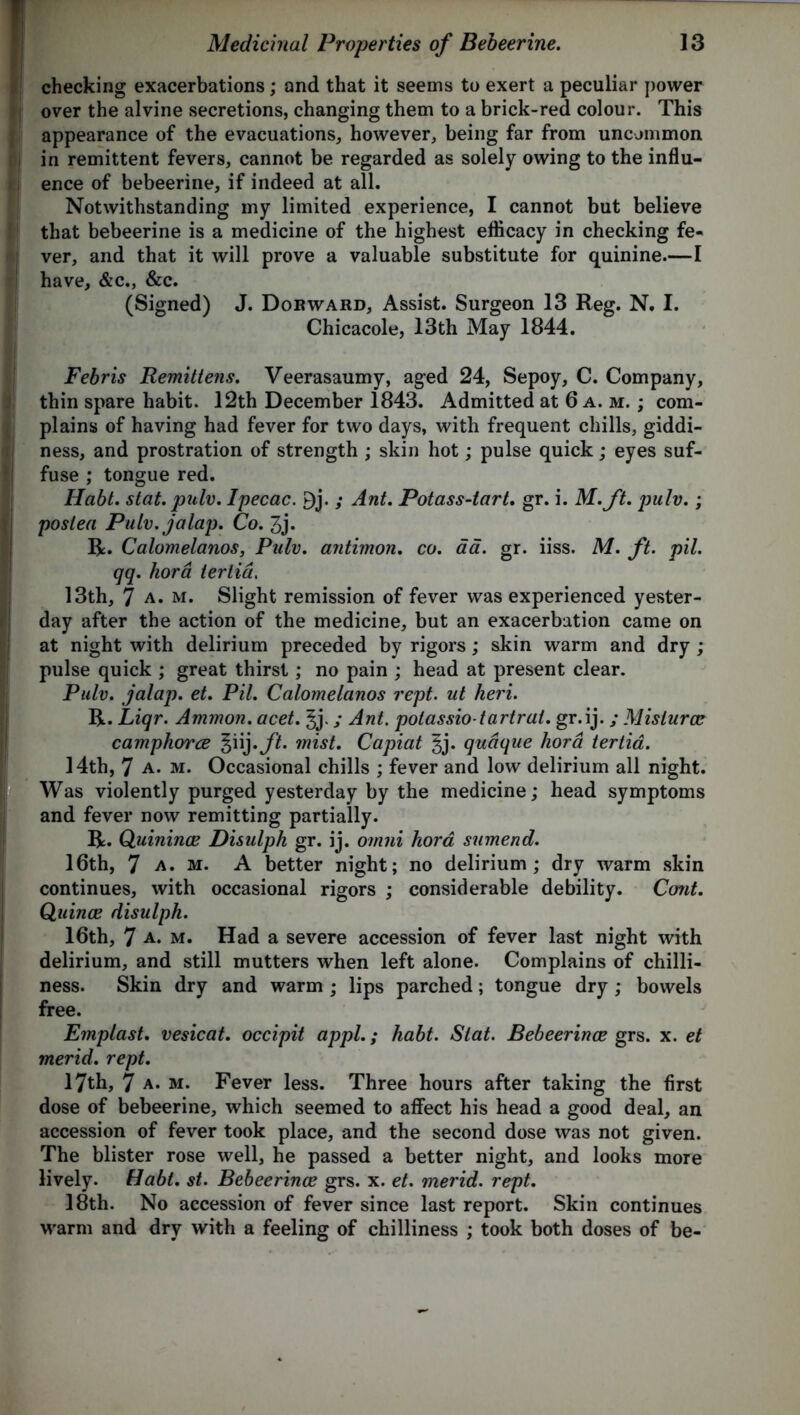 Medicinal Properties of Bebeerine. 13
checking exacerbations; and that it seems to exert a peculiar power
over the alvine secretions, changing them to a brick-red colour. This
appearance of the evacuations, however, being far from uncommon
in remittent fevers, cannot be regarded as solely owing to the influ-
ence of bebeerine, if indeed at all.
Notwithstanding my limited experience, I cannot but believe
that bebeerine is a medicine of the highest efficacy in checking fe-
ver, and that it will prove a valuable substitute for quinine.—I
have, &c., &c.
(Signed) J. Dorward, Assist. Surgeon 13 Reg. N. I.
Chicacole, 13th May 1844.
Febris Remittens. Veerasaumy, aged 24, Sepoy, C. Company,
thin spare habit. 12th December 1843. Admitted at 6 A. M.; com-
plains of having had fever for two days, with frequent chills, giddi-
ness, and prostration of strength; skin hot; pulse quick; eyes suf-
fuse; tongue red.
Habt. stat. pulv. Ipecac. ℈j.; Ant. Potass-tart. gr. i. M. ft. pulv.;
postea Pulv. jalap. Co. ʒj.
℞. Calomelanos, Pulv. antimon. co. āā. gr. iiss. M. ft. pil.
qq. horâ tertiâ.
13th, 7 A. M. Slight remission of fever was experienced yester-
day after the action of the medicine, but an exacerbation came on
at night with delirium preceded by rigors; skin warm and dry;
pulse quick; great thirst; no pain; head at present clear.
Pulv. jalap. et. Pil. Calomelanos rept. ut heri.
℞. Liqr. Ammon. acet. ℥j.; Ant. potassio-tartrat. gr. ij.; Misturæ
camphoræ ℥iij. ft. mist. Capiat ℥j. quâque horâ tertiâ.
14th, 7 A. M. Occasional chills; fever and low delirium all night.
Was violently purged yesterday by the medicine; head symptoms
and fever now remitting partially.
℞. Quininœ Disulph gr. ij. omni horâ sumend.
16th, 7 A. M. A better night; no delirium; dry warm skin
continues, with occasional rigors; considerable debility. Cont.
Quinœ disulph.
16th, 7 A. M. Had a severe accession of fever last night with
delirium, and still mutters when left alone. Complains of chilli-
ness. Skin dry and warm; lips parched; tongue dry; bowels
free.
Emplast. vesicat. occipit appl.; habt. Stat. Bebeerinœ grs. x. et
merid. rept.
17th, 7 A. M. Fever less. Three hours after taking the first
dose of bebeerine, which seemed to affect his head a good deal, an
accession of fever took place, and the second dose was not given.
The blister rose well, he passed a better night, and looks more
lively. Habt. st. Bebeerinœ grs. x. et. merid. rept.
18th. No accession of fever since last report. Skin continues
warm and dry with a feeling of chilliness; took both doses of be-